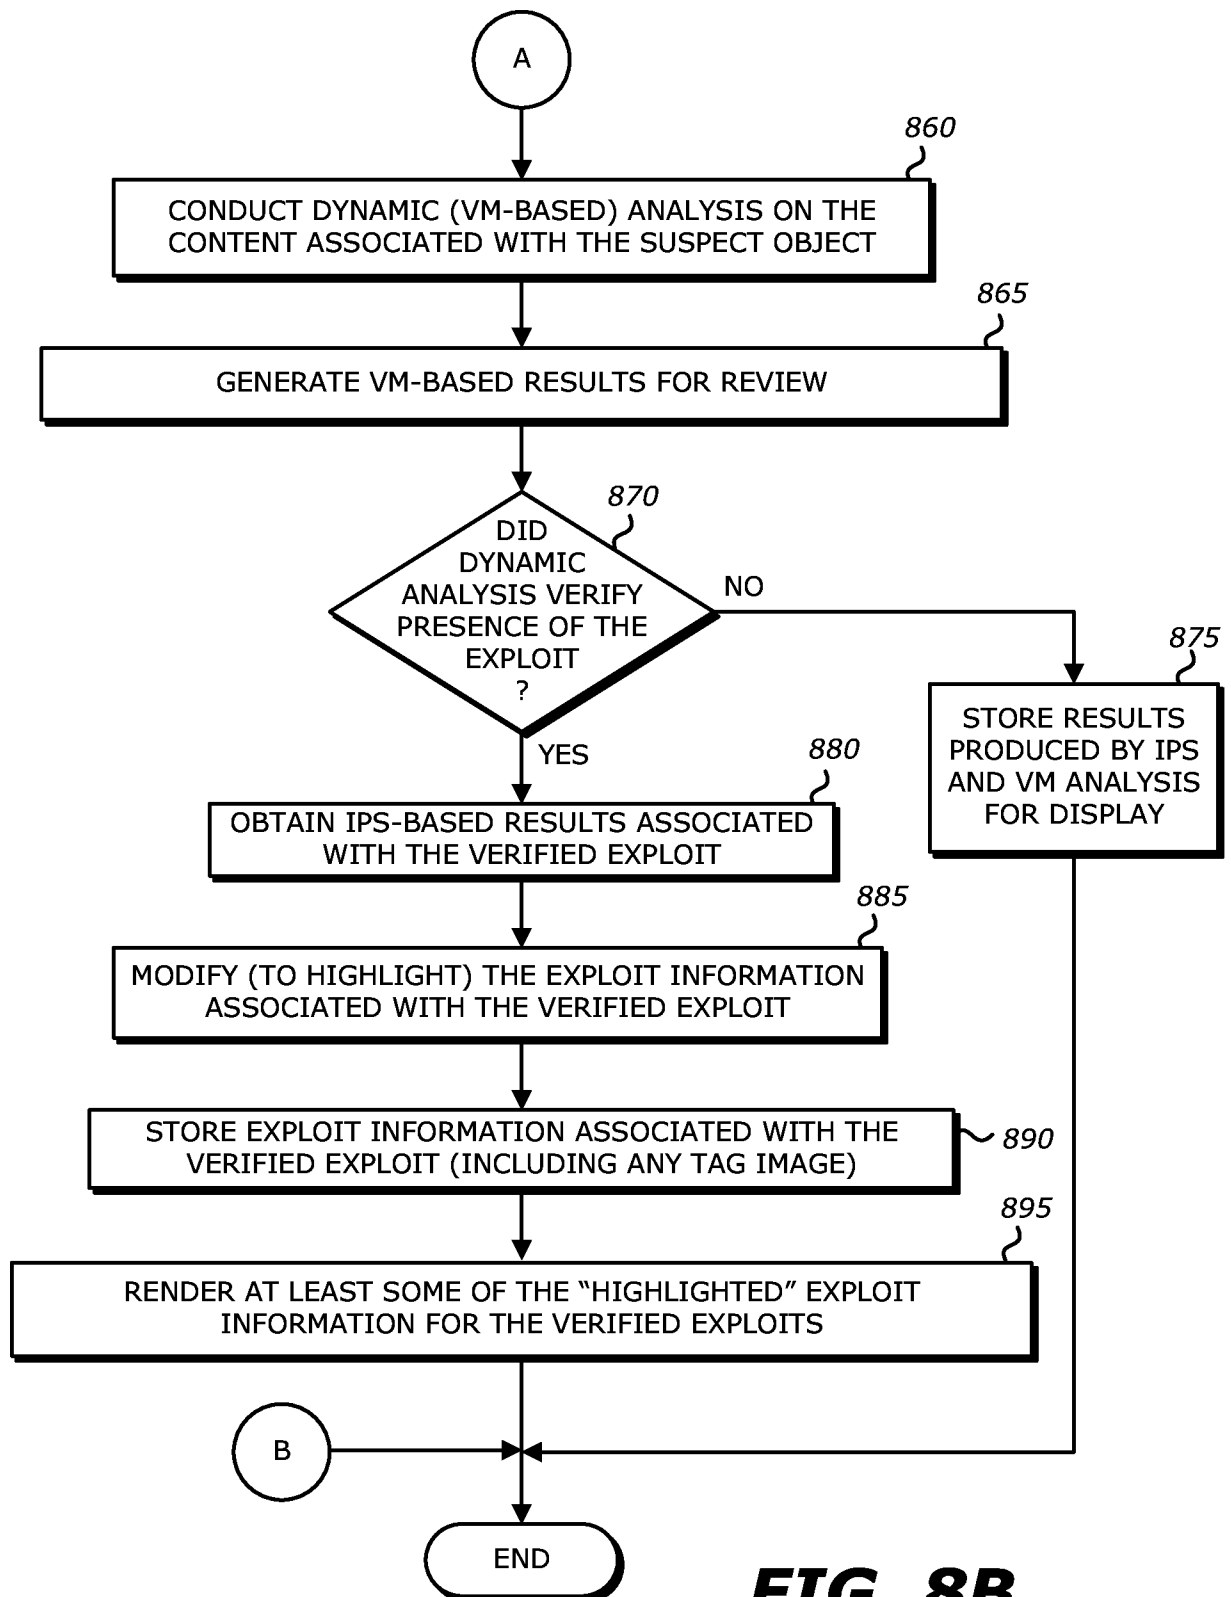 A
860
CONDUCT DYNAMIC (VM-BASED) ANALYSIS ON THE
CONTENT ASSOCIATED WITH THE SUSPECT OBJECT
865
GENERATE VM-BASED RESULTS FOR REVIEW
870
DID
DYNAMIC
ANALYSIS VERIFY
PRESENCE OF THE
EXPLOIT
?
NO
YES
875
STORE RESULTS
PRODUCED BY IPS
AND VM ANALYSIS
FOR DISPLAY
880
OBTAIN IPS-BASED RESULTS ASSOCIATED
WITH THE VERIFIED EXPLOIT
885
MODIFY (TO HIGHLIGHT) THE EXPLOIT INFORMATION
ASSOCIATED WITH THE VERIFIED EXPLOIT
890
STORE EXPLOIT INFORMATION ASSOCIATED WITH THE
VERIFIED EXPLOIT (INCLUDING ANY TAG IMAGE)
895
RENDER AT LEAST SOME OF THE “HIGHLIGHTED” EXPLOIT
INFORMATION FOR THE VERIFIED EXPLOITS
B
END
FIG. 8B